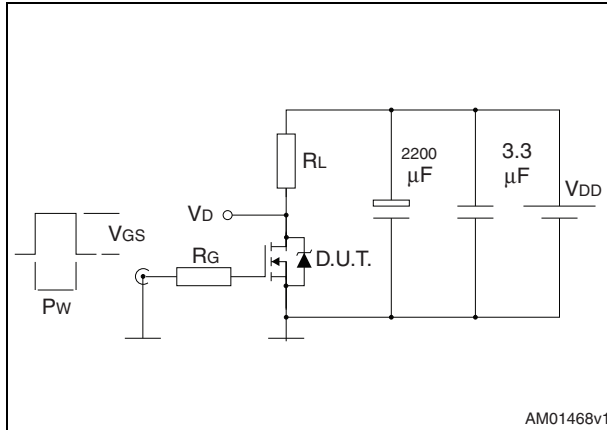 RL
2200
μF
3.3
μF
VDD
VD
VGS
RG
D.U.T.
PW
AM01468v1